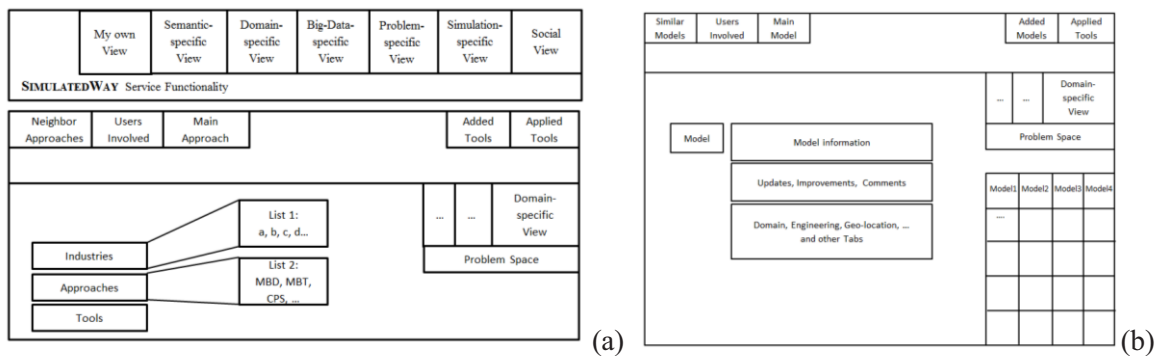 My own
View
Semantic-
specific
View
Domain-
specific
View
Big-Data-
specific
View
Problem-
specific
View
Simulation-
specific
View
Social
View
SIMULATEDWAY Service Functionality
Neighbor
Approaches
Users
Involved
Main
Approach
Added
Tools
Applied
Tools
...
...
Domain-
specific
View
Problem Space
List 1:
a, b, c, d...
Industries
List 2:
MBD, MBT,
CPS, ...
Approaches
Tools
(a)
Similar
Models
Users
Involved
Main
Model
Added
Models
Applied
Tools
...
...
Domain-
specific
View
Problem Space
Model
Model information
Updates, Improvements, Comments
Domain, Engineering, Geo-location, ...
and other Tabs
Model1 Model2 Model3 Model4
....
(b)